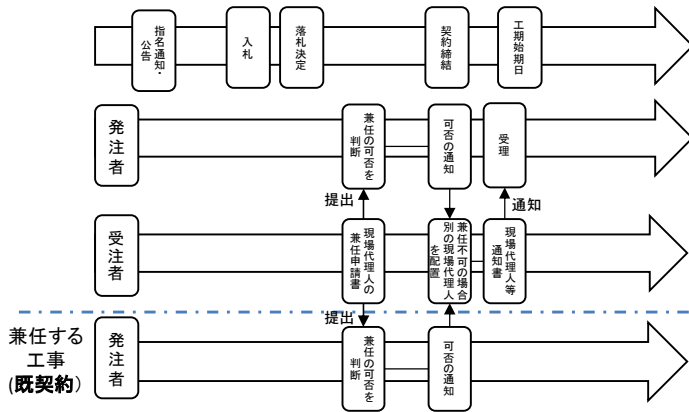 指名通知・
公告
入札
落札決定
契約締結
工期始期日
発注者
兼任の可否を
判断
可否の通知
受理
提出
通知
受注者
現場代理人の
兼任申請書
兼任不可の場合
別の現場代理人
を配置
現場代理人等
通知書
提出
兼任する
工事
(既契約)
発注者
兼任の可否を
判断
可否の通知